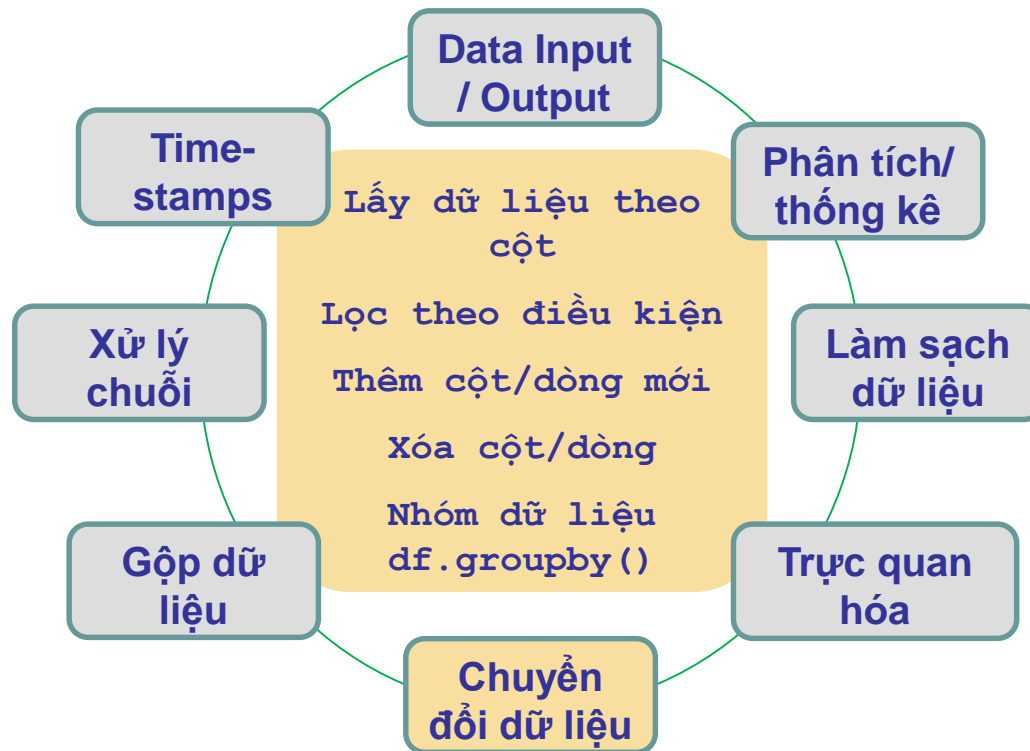 Data Input
/ Output
Time-
stamps
Phân tích/
thống kê
Lấy dữ liệu theo
cột
Lọc theo điều kiện
Xử lý
chuỗi
Làm sạch
dữ liệu
Thêm cột/dòng mới
Xóa cột/dòng
Nhóm dữ liệu
df.groupby()
Gộp dữ
liệu
Trực quan
hóa
Chuyển
đổi dữ liệu